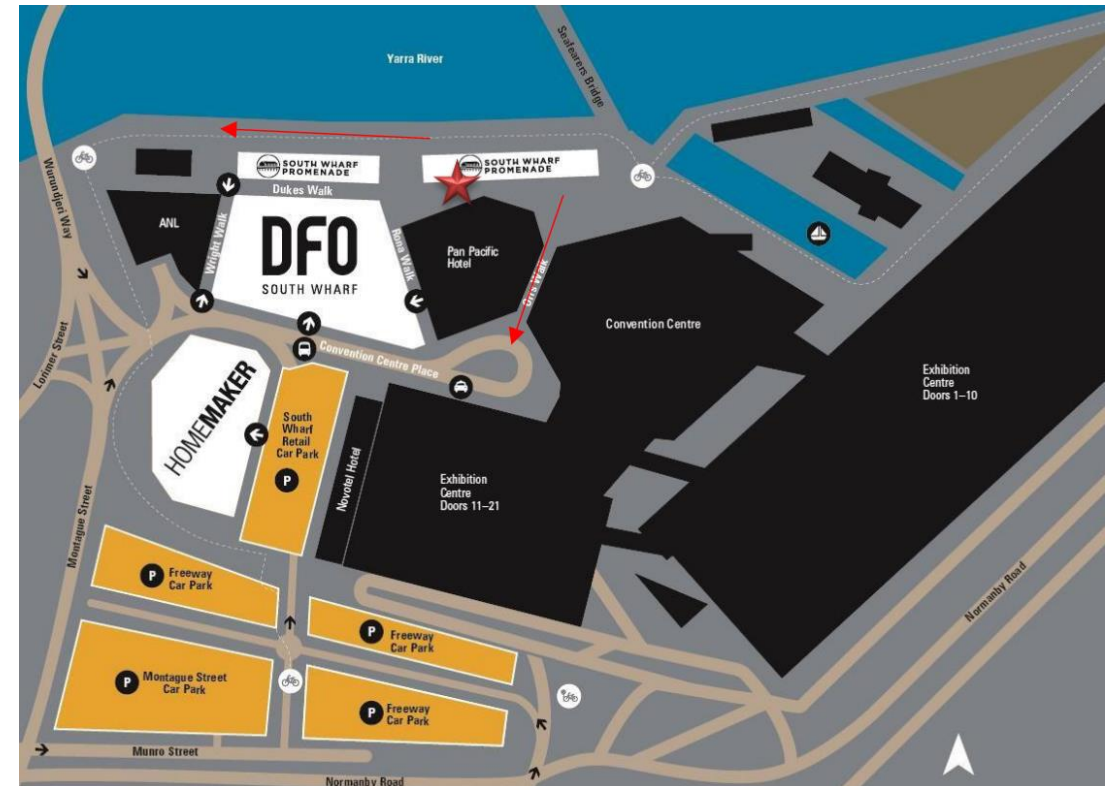 Yarra River
Seafarers Bridge
Wurundjeri Way
SOUTH WHARF
PROMENADE
SOUTH WHARF
PROMENADE
Dukes Walk
ANL
Wright Walk
DFO
SOUTH WHARF
Rona Walk
Pan Pacific
Hotel
Walk
Convention Centre
Convention Centre Place
Lorimer Street
HOMEMAKER
South
Wharf
Retail
Car Park
P
Novotel Hotel
Exhibition
Centre
Doors 11–21
Exhibition
Centre
Doors 1–10
Montague Street
P
Freeway
Car Park
P
Freeway
Car Park
P
Montague Street
Car Park
P
Freeway
Car Park
Munro Street
Normanby Road
Normanby Road